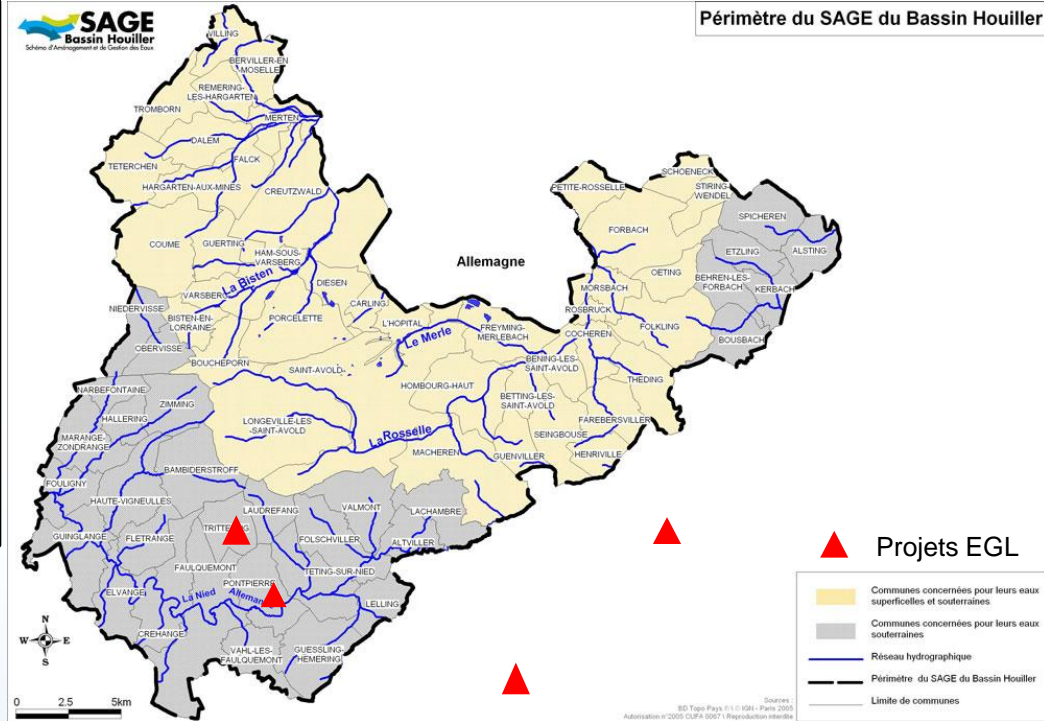 SAGE
Bassin Houiller
Schéma d'Aménagement et de Gestion des Eaux
Périmètre du SAGE du Bassin Houiller
VILLING
BERVILLER-EN
MOSELLE
REMERING-
LES-HARGARTEN
TROMBORN
MERTEN
DALEM
TETERCHEN
FALCK
HARGARTEN-AUX-MINES
CREUTZWALD
COUME
GUERTING
HAM-SOUS-
VARSBERG
La Bisten
DIESEN
VARSBERG
CARLING
NIEDERVISSE
BISTEN-EN-
LORRAINE
PORCELETTE
L'HOPITAL
Le Merle
FREYMING-
MERLEBACH
OBERVISSE
BOUCHEPORN
SAINT-AVOLD
Allemagne
PETITE-ROSSELLE
SCHOENECK
STIRING-
WENDEL
SPICHEREN
FORBACH
ETZLING
ALSTING
OETING
BEHREN-LES-
FORBACH
KERBACH
MORSBACH
ROSBRUCK
FOLKLING
COCHEREN
BOUSBACH
BENING-LES-
SAINT-AVOLD
THEDING
HOMBOURG-HAUT
BETTING-LES-
SAINT-AVOLD
NARBEFONTAINE
ZIMMING
HALLERING
LONGEVILLE-LES
-SAINT-AVOLD
La Rosselle
FAREBERSVILLER
SEINGBOUSE
MARANGE-
ZONDRANGE
MACHEREN
GUENVILLER
HENRIVILLE
FOULIGNY
BAMBIDERSTROFF
HAUTE-VIGNEULLES
LAUDREFANG
VALMONT
LACHAMBRE
GUINGLANGE
FLETRANGE
FOLSCHVILLER
ALTVILLER
FAULQUEMONT
TETING-SUR-NIED
PONTPIERRE
ELVANGE
La Nied Allemande
LELLING
CREHANGE
VAHL-LES-
FAULQUEMONT
GUESSLING-
HEMERING
Projets EGL
Communes concernées pour leurs eaux
superficelles et souterraines
Communes concernées pour leurs eaux
souterraines
Réseau hydrographique
Périmètre du SAGE du Bassin Houiller
Limite de communes
N
W E
S
0 2.5 5km
Sources :